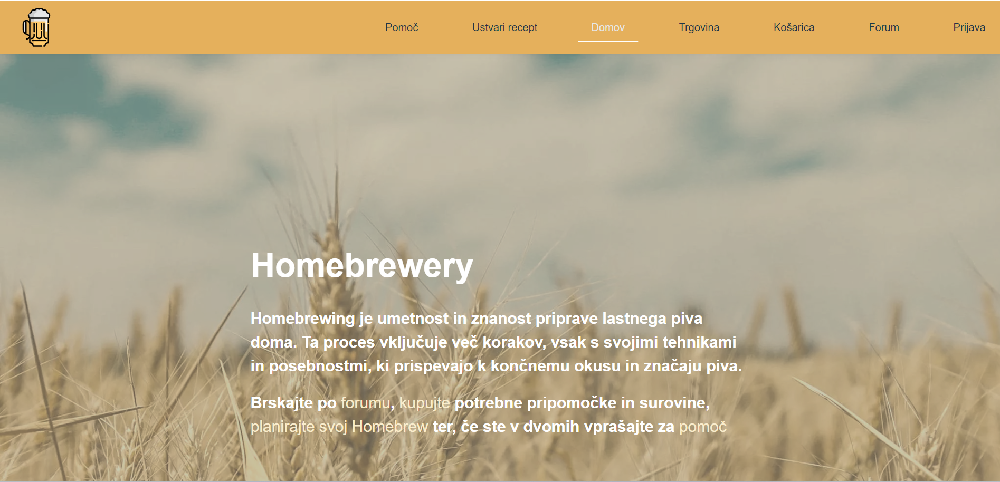 Pomoč
Ustvari recept
Domov
Trgovina
Košarica
Forum
Prijava
Homebrewery
Homebrewing je umetnost in znanost priprave lastnega piva
doma. Ta proces vključuje več korakov, vsak s svojimi tehnikami
in posebnostmi, ki prispevajo k končnemu okusu in značaju piva.
Brskajte po forumu, kupujte potrebne pripomočke in surovine,
planirajte svoj Homebrew ter, če ste v dvomih vprašajte za pomoč